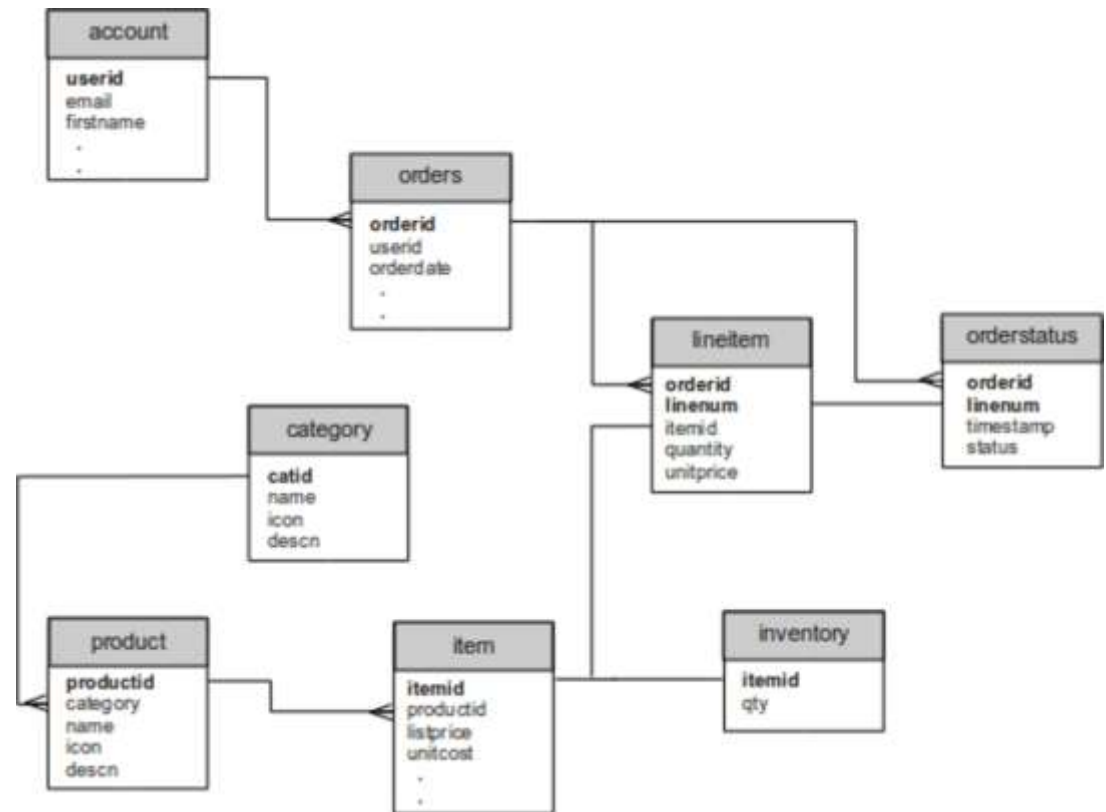 account
userid
email
firstname
.
.
orders
orderid
userid
orderdate
.
.
lineitem
orderid
linenum
itemid
quantity
unitprice
orderstatus
orderid
linenum
timestamp
status
category
catid
name
icon
descn
product
productid
category
name
icon
descn
item
itemid
productid
listprice
unitcost
.
.
inventory
itemid
qty